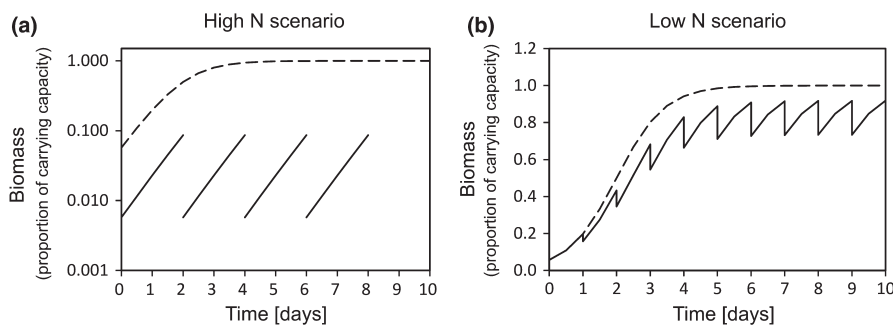 (a)
High N scenario
Biomass
(proportion of carrying capacity)
1.000
0.100
0.010
0.001
0 1 2 3 4 5 6 7 8 9 10
Time [days]
(b)
Low N scenario
Biomass
(proportion of carrying capacity)
1.2
1.0
0.8
0.6
0.4
0.2
0.0
0 1 2 3 4 5 6 7 8 9 10
Time [days]